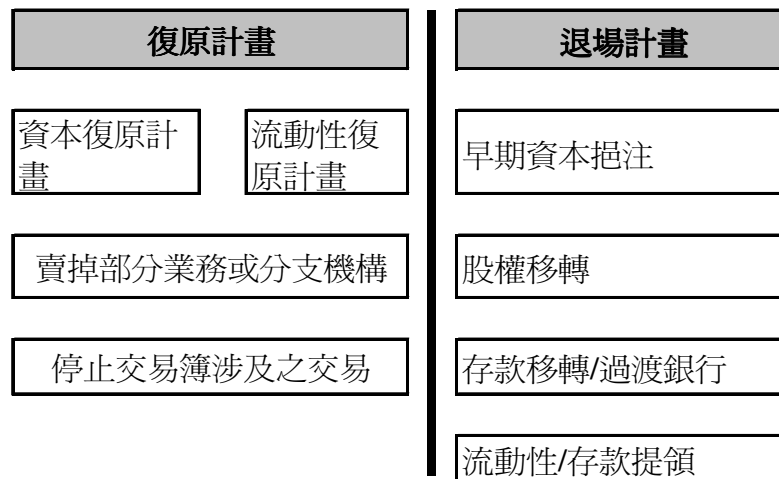 復原計畫
資本復原計
畫
流動性復
原計畫
賣掉部分業務或分支機構
停止交易簿涉及之交易
退場計畫
早期資本挹注
股權移轉
存款移轉/過渡銀行
流動性/存款提領